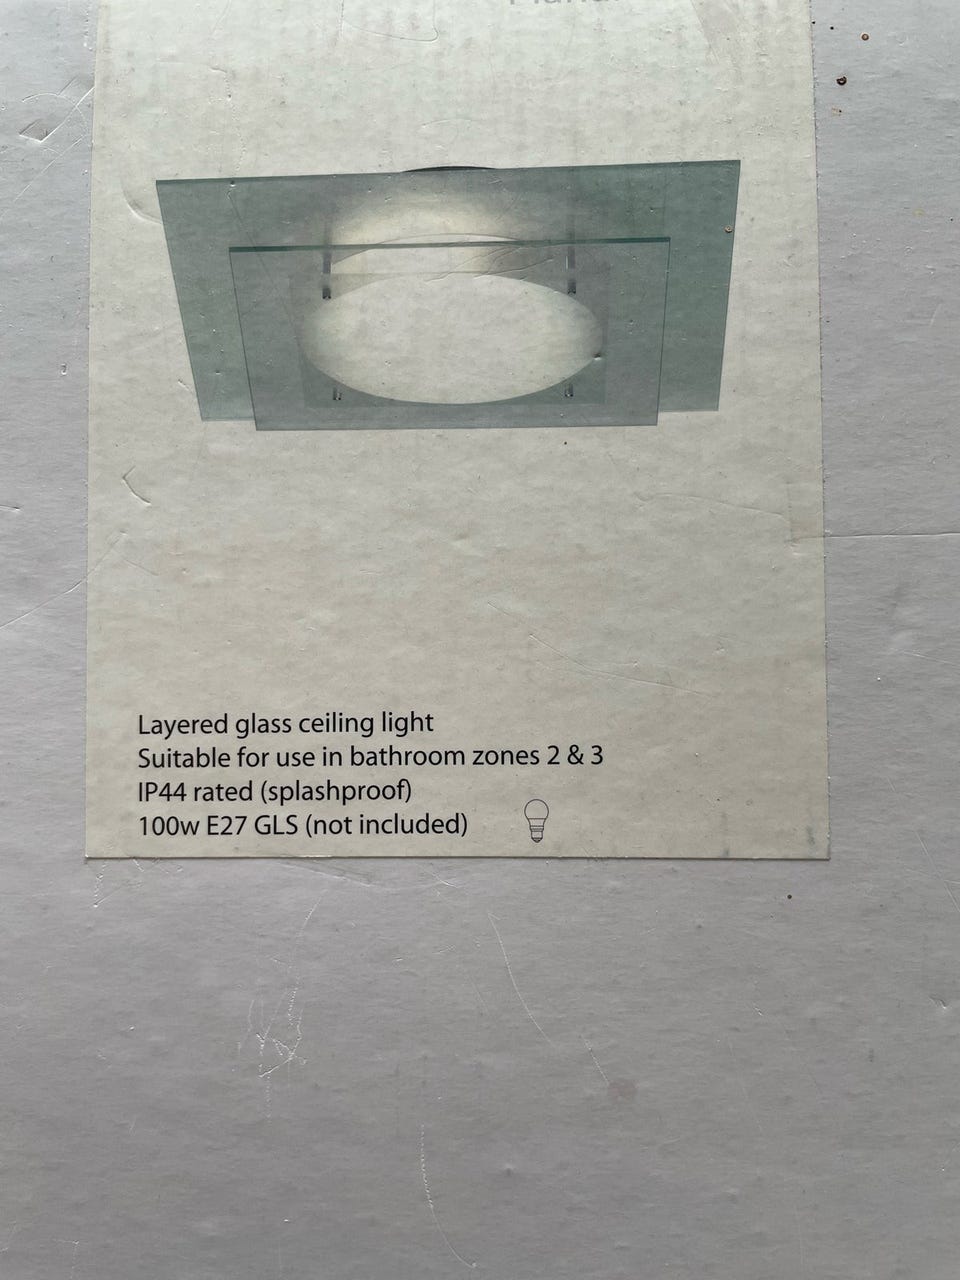 Layered glass ceiling light
Suitable for use in bathroom zones 2 & 3
IP44 rated (splashproof)
100w E27 GLS (not included)